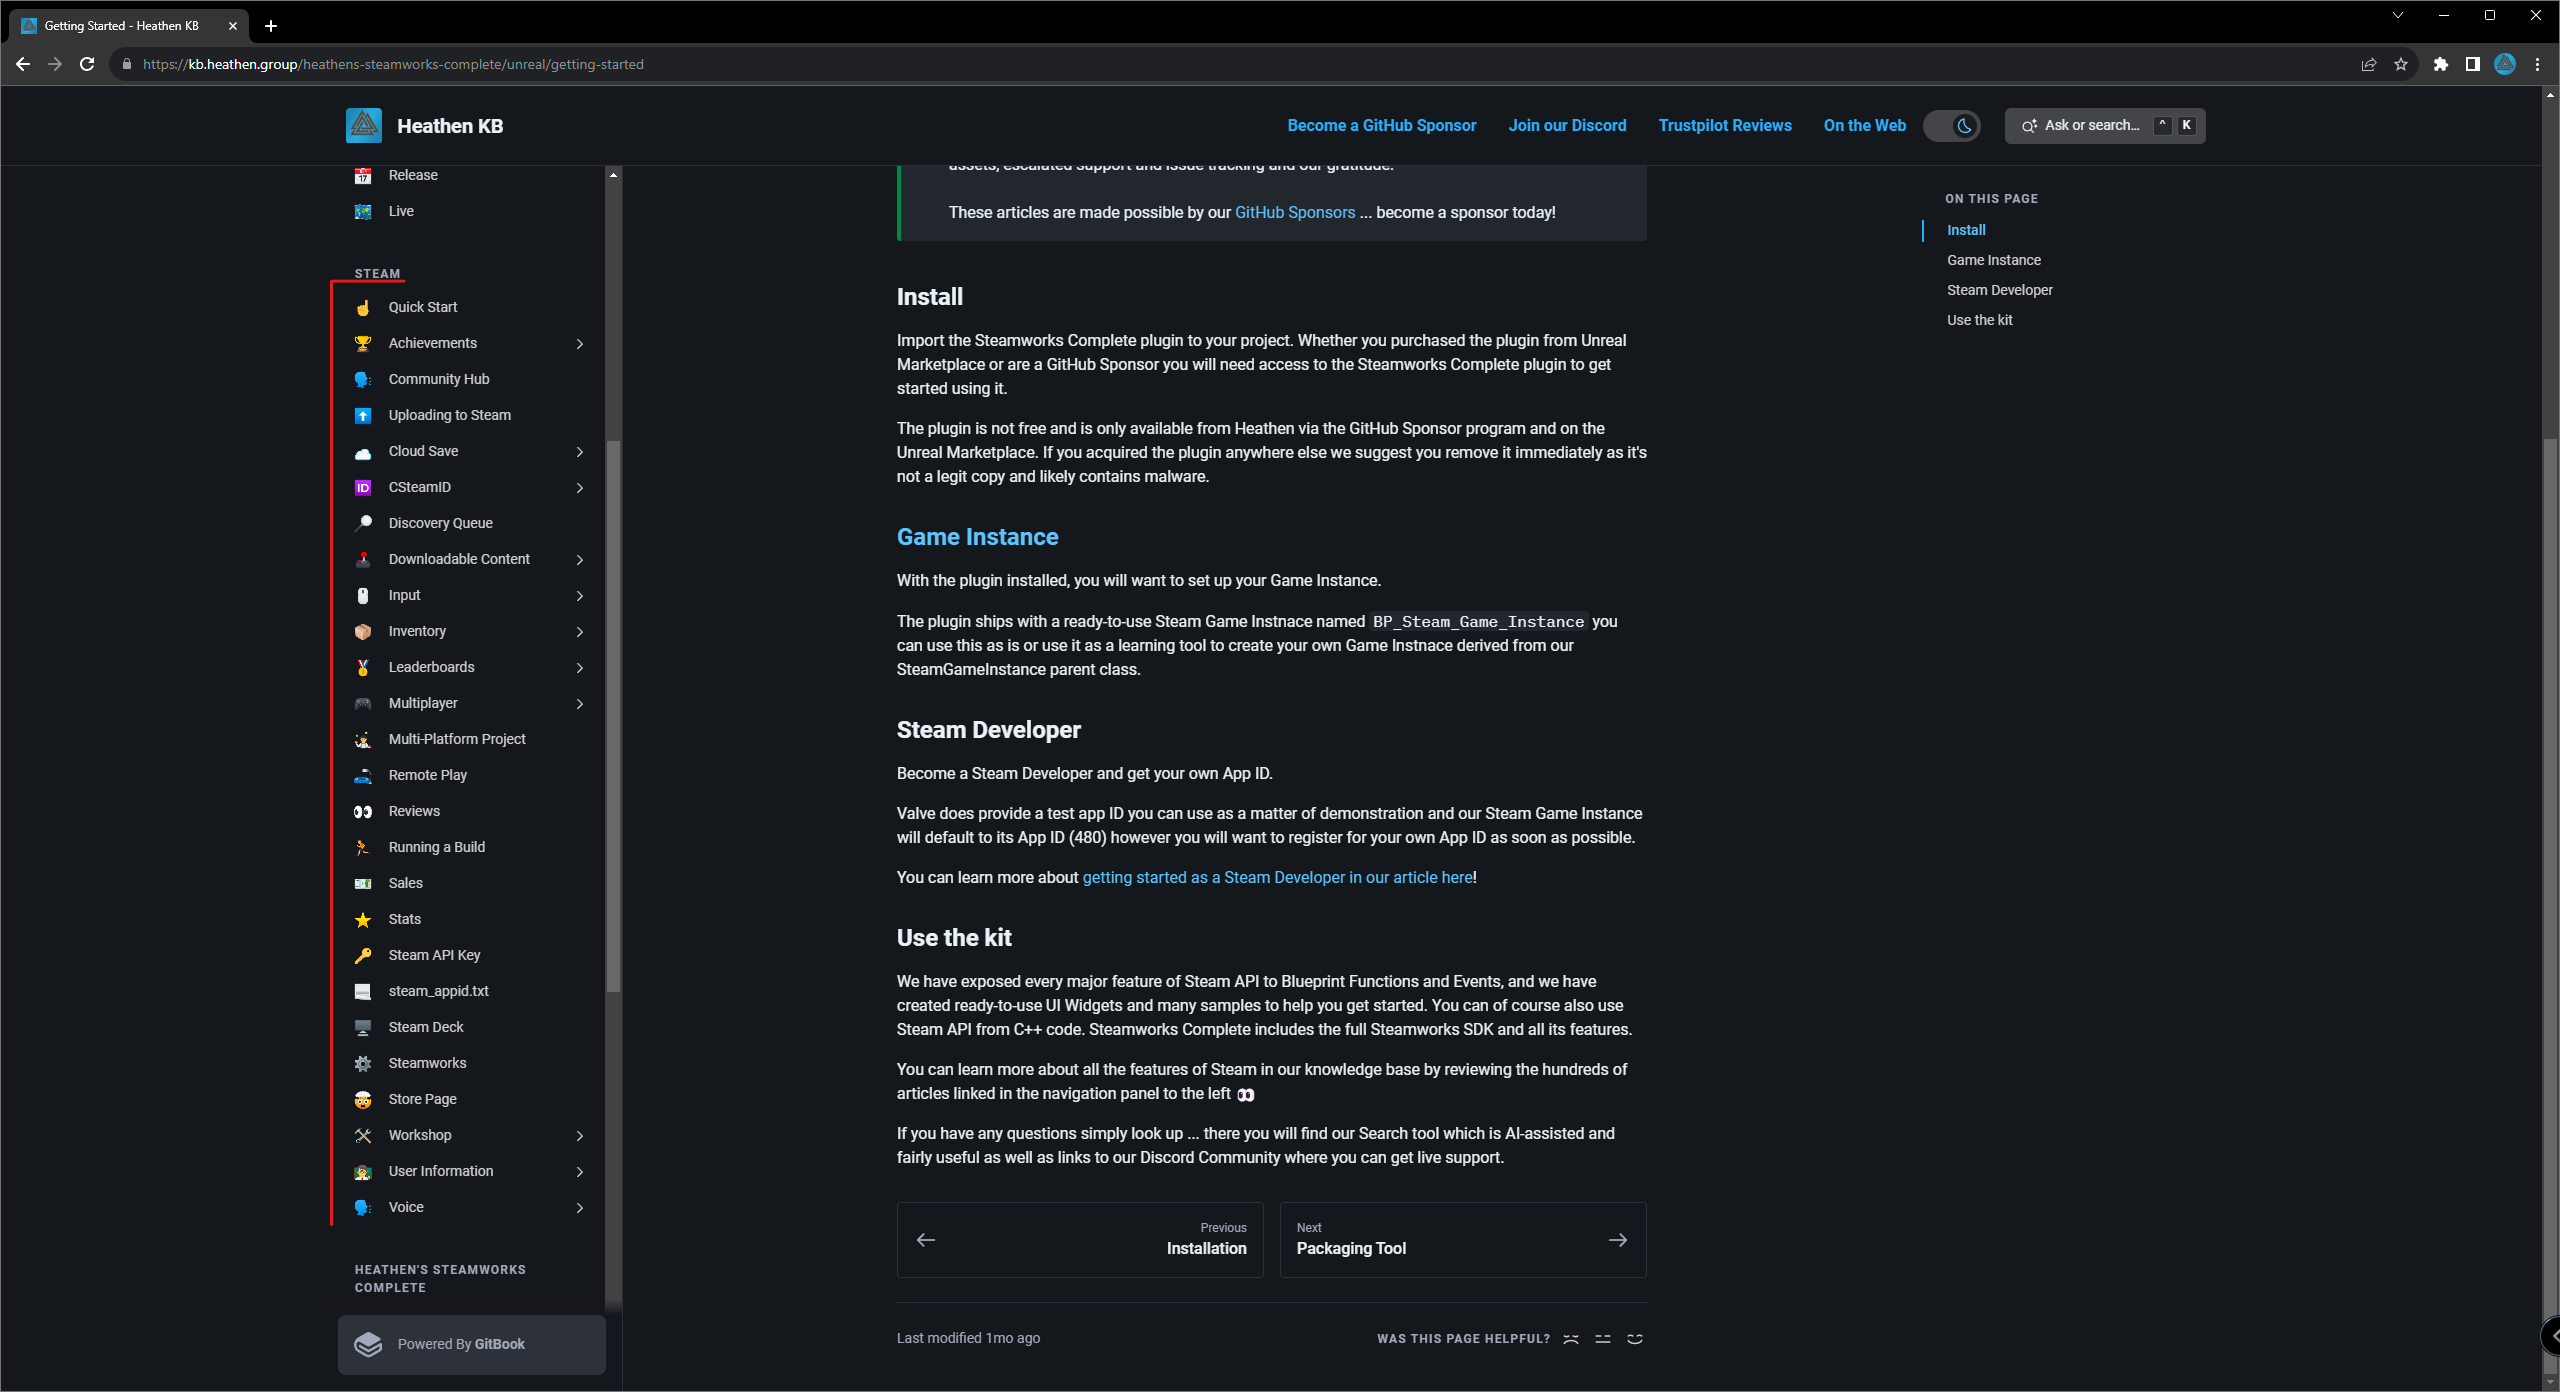 Getting Started - Heathen KB
https://kb.heathen.group/heathens-steamworks-complete/unreal/getting-started
Heathen KB
Become a GitHub Sponsor
Join our Discord
Trustpilot Reviews
On the Web
Ask or search...
^
K
Release
Live
STEAM
Quick Start
Achievements
Community Hub
Uploading to Steam
Cloud Save
CSteamID
Discovery Queue
Downloadable Content
Input
Inventory
Leaderboards
Multiplayer
Multi-Platform Project
Remote Play
Reviews
Running a Build
Sales
Stats
Steam API Key
steam_appid.txt
Steam Deck
Steamworks
Store Page
Workshop
User Information
Voice
HEATHEN'S STEAMWORKS
COMPLETE
Powered By GitBook
assets, escalated support and issue tracking and our gratitude.
These articles are made possible by our GitHub Sponsors ... become a sponsor today!
Install
Import the Steamworks Complete plugin to your project. Whether you purchased the plugin from Unreal
Marketplace or are a GitHub Sponsor you will need access to the Steamworks Complete plugin to get
started using it.
The plugin is not free and is only available from Heathen via the GitHub Sponsor program and on the
Unreal Marketplace. If you acquired the plugin anywhere else we suggest you remove it immediately as it's
not a legit copy and likely contains malware.
Game Instance
With the plugin installed, you will want to set up your Game Instance.
The plugin ships with a ready-to-use Steam Game Instnace named BP_Steam_Game_Instance you
can use this as is or use it as a learning tool to create your own Game Instnace derived from our
SteamGameInstance parent class.
Steam Developer
Become a Steam Developer and get your own App ID.
Valve does provide a test app ID you can use as a matter of demonstration and our Steam Game Instance
will default to its App ID (480) however you will want to register for your own App ID as soon as possible.
You can learn more about getting started as a Steam Developer in our article here!
Use the kit
We have exposed every major feature of Steam API to Blueprint Functions and Events, and we have
created ready-to-use UI Widgets and many samples to help you get started. You can of course also use
Steam API from C++ code. Steamworks Complete includes the full Steamworks SDK and all its features.
You can learn more about all the features of Steam in our knowledge base by reviewing the hundreds of
articles linked in the navigation panel to the left 👀
If you have any questions simply look up ... there you will find our Search tool which is AI-assisted and
fairly useful as well as links to our Discord Community where you can get live support.
Previous
Installation
Next
Packaging Tool
Last modified 1mo ago
WAS THIS PAGE HELPFUL?
ON THIS PAGE
Install
Game Instance
Steam Developer
Use the kit